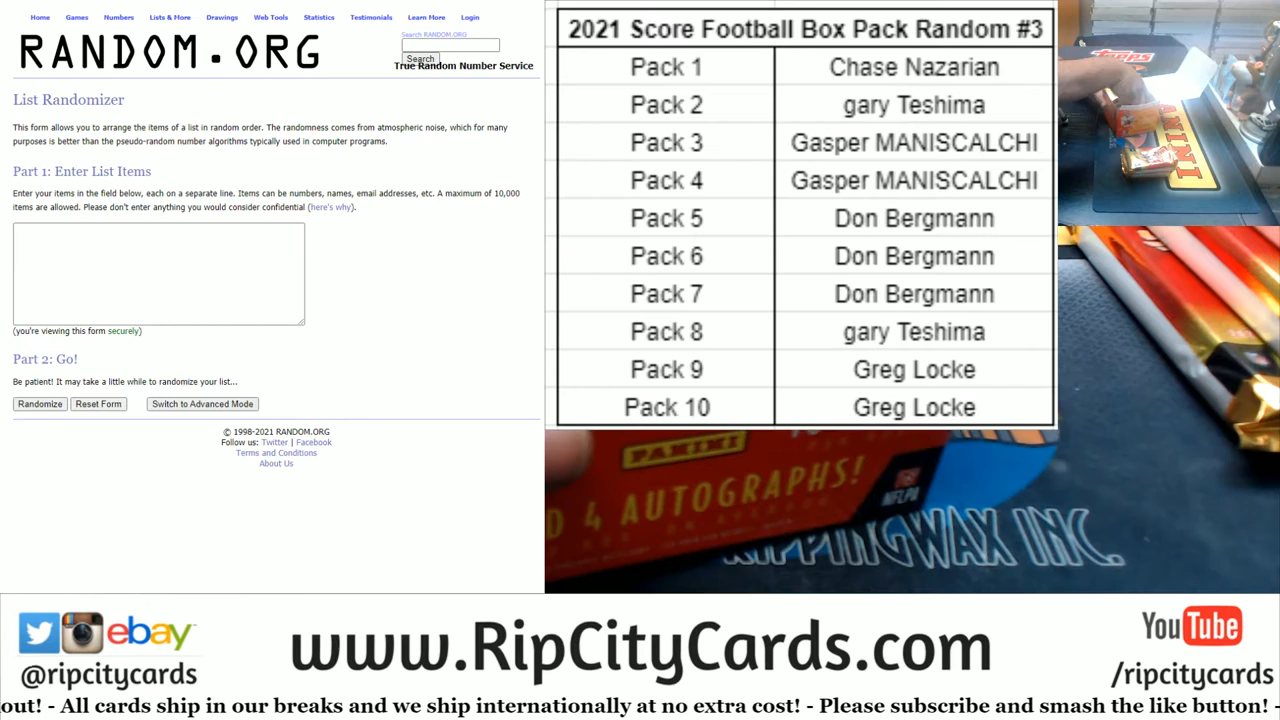 Home Games Numbers Lists & More Drawings Web Tools Statistics Testimonials Learn More Login
RANDOM.ORG
Search RANDOM.ORG
Search
True Random Number Service
List Randomizer
This form allows you to arrange the items of a list in random order. The randomness comes from atmospheric noise, which for many
purposes is better than the pseudo-random number algorithms typically used in computer programs.
Part 1: Enter List Items
Enter your items in the field below, each on a separate line. Items can be numbers, names, email addresses, etc. A maximum of 10,000
items are allowed. Please don't enter anything you would consider confidential (here's why).
(you're viewing this form securely)
Part 2: Go!
Be patient! It may take a little while to randomize your list...
Randomize Reset Form Switch to Advanced Mode
© 1998-2021 RANDOM.ORG
Follow us: Twitter | Facebook
Terms and Conditions
About Us
2021 Score Football Box Pack Random #3
Pack 1 Chase Nazarian
Pack 2 gary Teshima
Pack 3 Gasper MANISCALCHI
Pack 4 Gasper MANISCALCHI
Pack 5 Don Bergmann
Pack 6 Don Bergmann
Pack 7 Don Bergmann
Pack 8 gary Teshima
Pack 9 Greg Locke
Pack 10 Greg Locke
TOPPS
PANINI
4 AUTOGRAPHS!
NFLPA
RIPPINGWAX INC.
ebay
@ripcitycards
www.RipCityCards.com
YouTube
/ripcitycards
out! - All cards ship in our breaks and we ship internationally at no extra cost! - Please subscribe and smash the like button! -